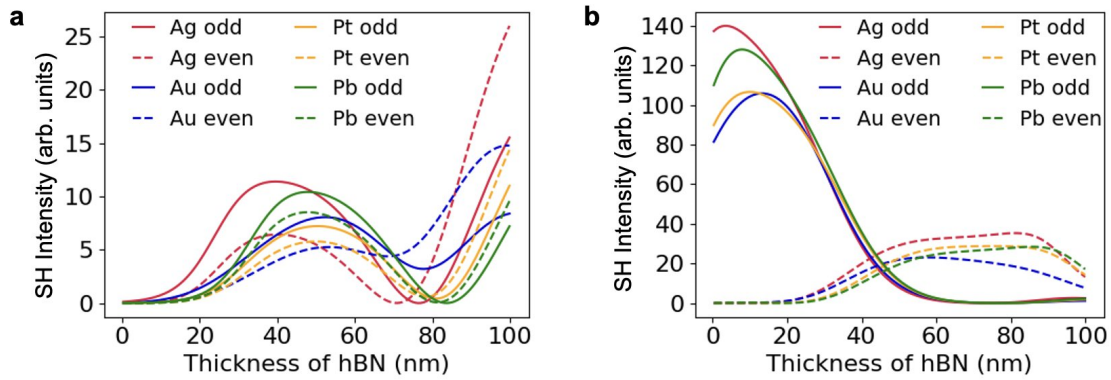 a
SH Intensity (arb. units)
25
20
15
10
5
0
Ag odd
Ag even
Au odd
Au even
Pt odd
Pt even
Pb odd
Pb even
0 20 40 60 80 100
Thickness of hBN (nm)
b
SH Intensity (arb. units)
140
120
100
80
60
40
20
0
Ag odd
Ag even
Au odd
Au even
Pt odd
Pt even
Pb odd
Pb even
0 20 40 60 80 100
Thickness of hBN (nm)